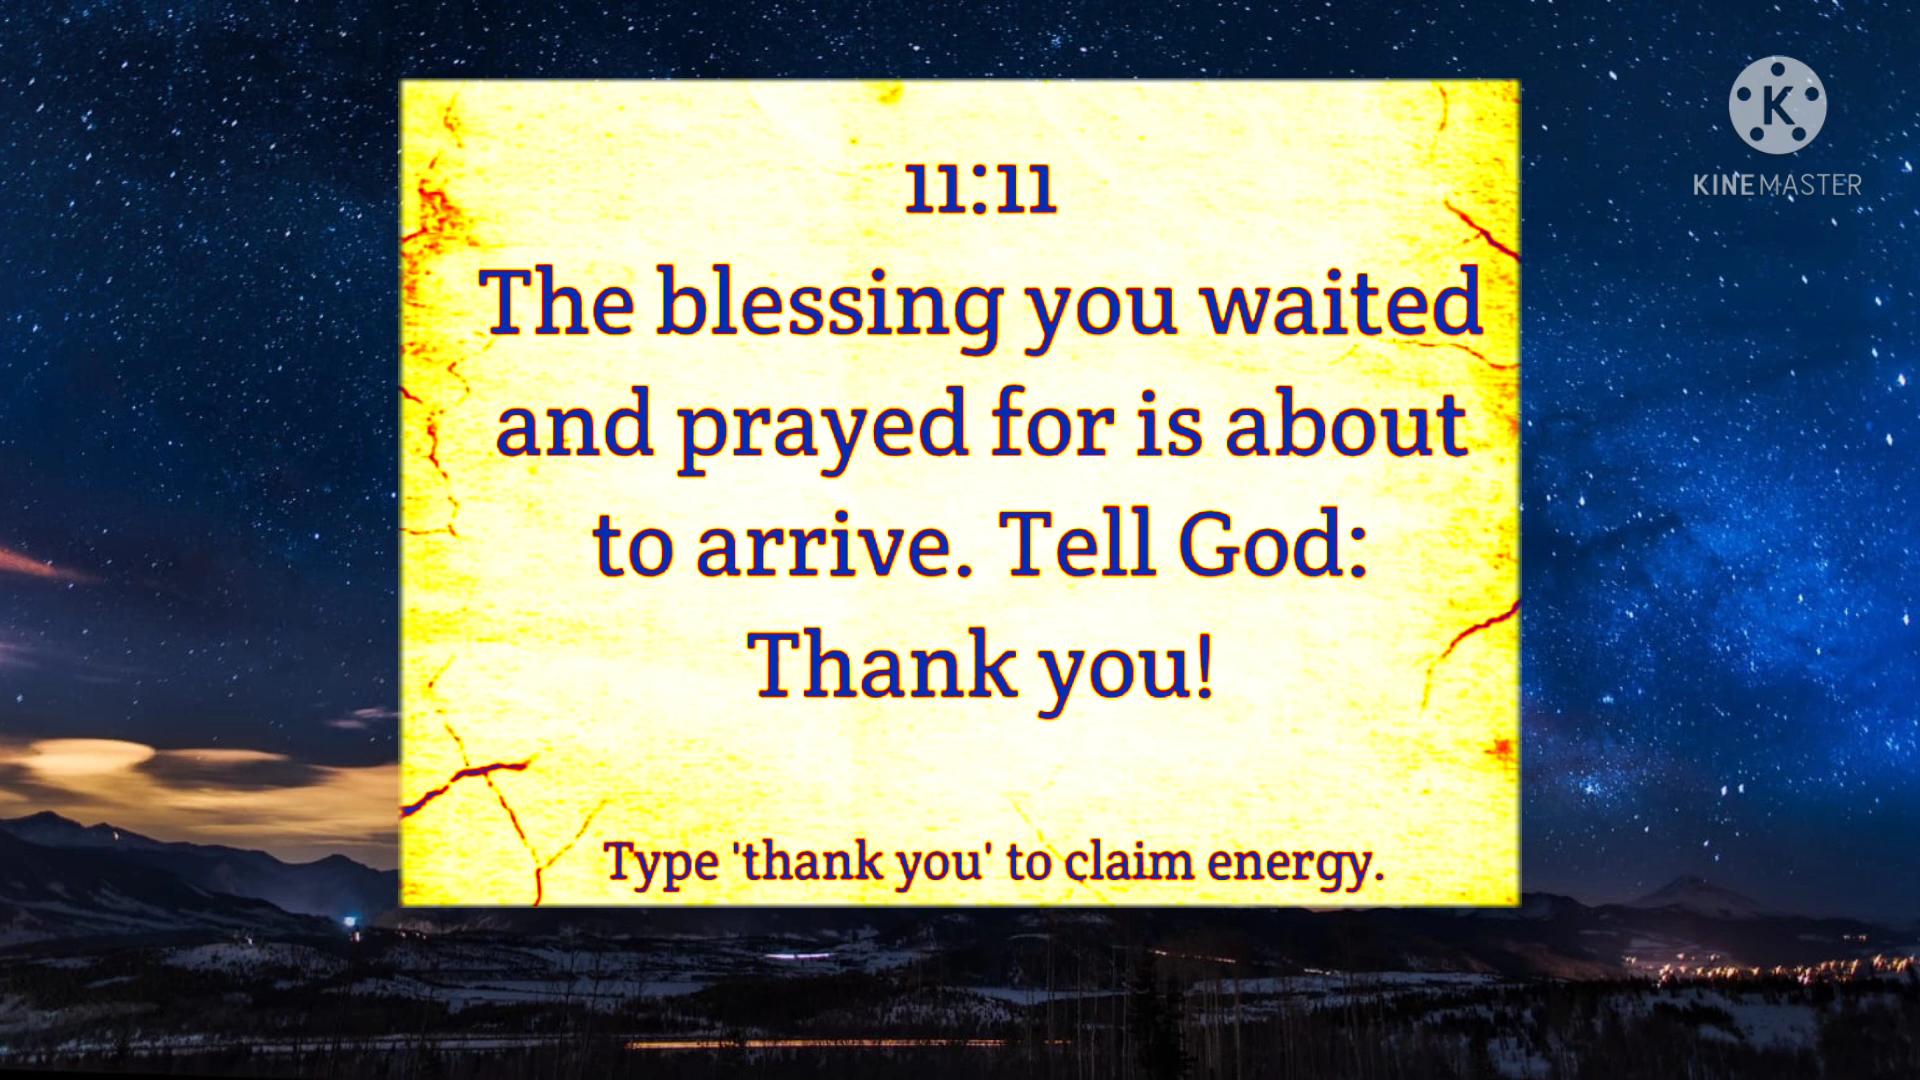 11:11
The blessing you waited
and prayed for is about
to arrive. Tell God:
Thank you!
Type 'thank you' to claim energy.
K
KINEMASTER